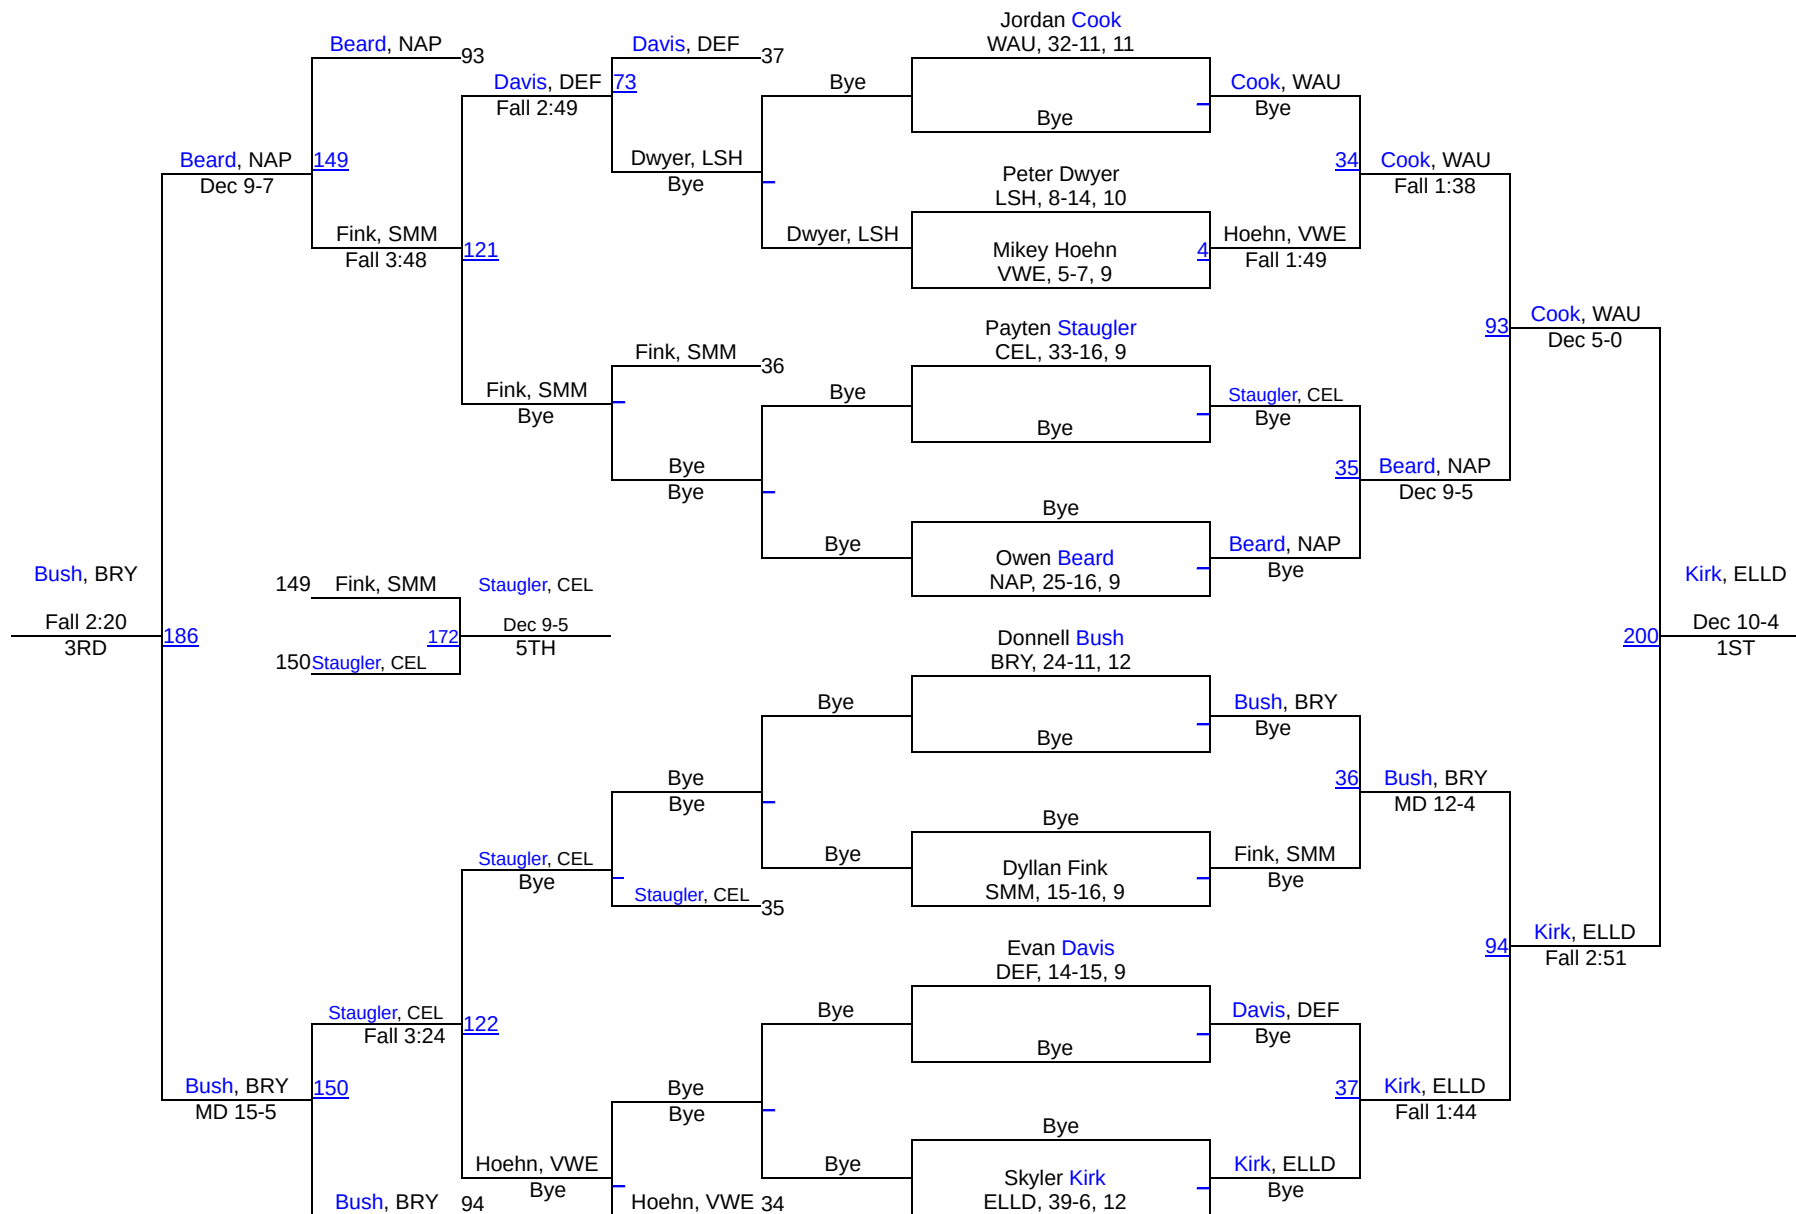 Jordan Cook
Beard, NAP
Davis, DEF
WAU, 32-11, 11
93
37
Davis, DEF
73
Bye
Cook, WAU
Fall 2:49
Bye
Bye
Dwyer, LSH
Beard, NAP
149
34
Cook, WAU
Dec 9-7
Bye
Peter Dwyer
Fall 1:38
LSH, 8-14, 10
Fink, SMM
Dwyer, LSH
Hoehn, VWE
Fall 3:48
121
Mikey Hoehn
4
Fall 1:49
VWE, 5-7, 9
Payten Staugler
93
Cook, WAU
Fink, SMM
CEL, 33-16, 9
Dec 5-0
36
Fink, SMM
Bye
Staugler, CEL
Bye
Bye
Bye
Bye
35
Beard, NAP
Bye
Dec 9-5
Bye
Bye
Owen Beard
Beard, NAP
Bush, BRY
149
Fink, SMM
Staugler, CEL
NAP, 25-16, 9
Bye
Kirk, ELLD
Fall 2:20
186
172
Dec 9-5
Donnell Bush
200
Dec 10-4
3RD
5TH
1ST
150
Staugler, CEL
BRY, 24-11, 12
Bye
Bush, BRY
Bye
Bye
Bye
36
Bush, BRY
Bye
MD 12-4
Bye
Staugler, CEL
Bye
Dyllan Fink
Fink, SMM
Bye
SMM, 15-16, 9
Bye
Staugler, CEL
35
Evan Davis
94
Kirk, ELLD
DEF, 14-15, 9
Fall 2:51
Staugler, CEL
122
Bye
Davis, DEF
Fall 3:24
Bye
Bye
Bush, BRY
150
Bye
37
Kirk, ELLD
MD 15-5
Bye
Fall 1:44
Bye
Hoehn, VWE
Bye
Skyler Kirk
Kirk, ELLD
Bye
Bye
Bush, BRY
94
Hoehn, VWE
34
ELLD, 39-6, 12